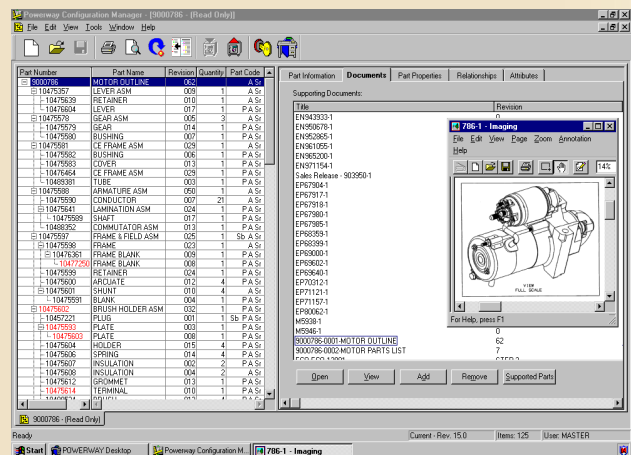 Powerway Configuration Manager - [9000786 - (Read Only)]
File Edit View Tools Window Help
Part Number Part Name Revision Quantity Part Code
9000786 MOTOR OUTLINE 062 A Sr
10475357 LEVER ASM 009 1 A Sr
10475639 RETAINER 010 1 A Sr
10476604 LEVER 017 1 P A Sr
10475578 GEAR ASM 005 3 A Sr
10475579 GEAR 014 1 P A Sr
10475580 BUSHING 007 1 P A Sr
10475581 CE FRAME ASM 029 1 A Sr
10475582 BUSHING 006 1 P A Sr
10475583 COVER 013 1 P A Sr
10476464 CE FRAME ASM 029 1 P A Sr
10489381 TUBE 003 1 P A Sr
10475588 ARMATURE ASM 050 1 A Sr
10475590 CONDUCTOR 007 21 A Sr
10475641 LAMINATION ASM 024 1 P A Sr
10475589 SHAFT 017 1 P A Sr
10488352 COMMUTATOR ASM 013 1 P A Sr
10475597 FRAME & FIELD ASM 025 1 Sb A Sr
10475598 FRAME 023 1 A Sr
10476361 FRAME BLANK 009 1 P A Sr
10477250 FRAME BLANK 008 1 P A Sr
10475599 RETAINER 024 1 P A Sr
10475600 ARCUATE 012 4 P A Sr
10475601 SHUNT 010 4 A Sr
10475591 BLANK 004 1 P A Sr
10475602 BRUSH HOLDER ASM 032 1 P A Sr
10457221 PLUG 001 1 Sb P A Sr
10475593 PLATE 003 1 P A Sr
10475603 PLATE 008 1 P A Sr
10475604 HOLDER 015 4 P A Sr
10475606 SPRING 014 4 P A Sr
10475607 INSULATION 002 2 P A Sr
10475608 INSULATION 004 2 A Sr
10475612 GROMMET 013 1 P A Sr
10475614 TERMINAL 010 1 P A Sr
9000786 - (Read Only)
Part Information Documents Part Properties Relationships Attributes
Supporting Documents:
Title Revision
EN943933-1 0
EN950678-1
EN952865-1
EN961055-1
EN965200-1
EN971154-1
Sales Release - 903950-1
EP67904-1
EP67917-1
EP67918-1
EP67980-1
EP67985-1
EP68359-1
EP68399-1
EP69000-1
EP69602-1
EP69640-1
EP70312-1
EP71121-1
EP71157-1
EP80062-1
M5938-1
M5946-1 0
9000786-0001-MOTOR OUTLINE 62
9000786-0002-MOTOR PARTS LIST 7
Open View Add Remove Supported Parts
786-1 - Imaging
File Edit View Page Zoom Annotation
Help
14%
VIEW
FULL SCALE
For Help, press F1
Ready Current - Rev. 15.0 Items: 125 User: MASTER
Start POWERWAY Desktop Powerway Configuration M... 786-1 - Imaging